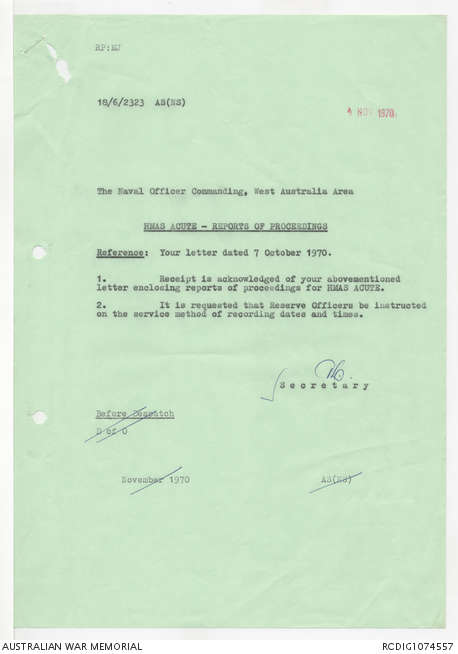 RP:EJ
18/6/2323 AS(NS)
4 NOV 1970
The Naval Officer Commanding, West Australia Area
HMAS ACUTE - REPORTS OF PROCEEDINGS
Reference: Your letter dated 7 October 1970.
1. Receipt is acknowledged of your abovementioned
letter enclosing reports of proceedings for HMAS ACUTE.
2. It is requested that Reserve Officers be instructed
on the service method of recording dates and times.
Secretary
Before Despatch
D of O
November 1970 AS(NS)
AUSTRALIAN WAR MEMORIAL RCDIG1074557